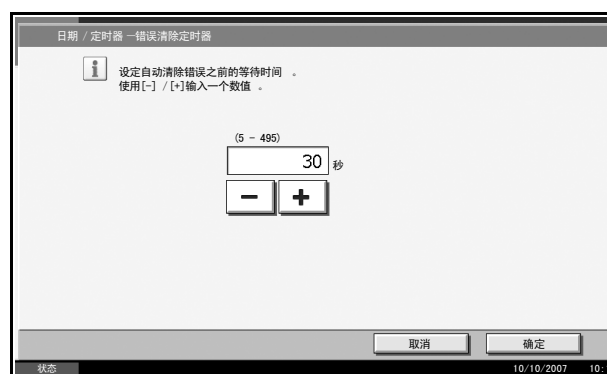 日期 / 定时器 －错误清除定时器
设定自动清除错误之前的等待时间 。
使用[-] / [+]输入一个数值 。
(5 - 495)
30 秒
取消 确定
状态 10/10/2007 10: